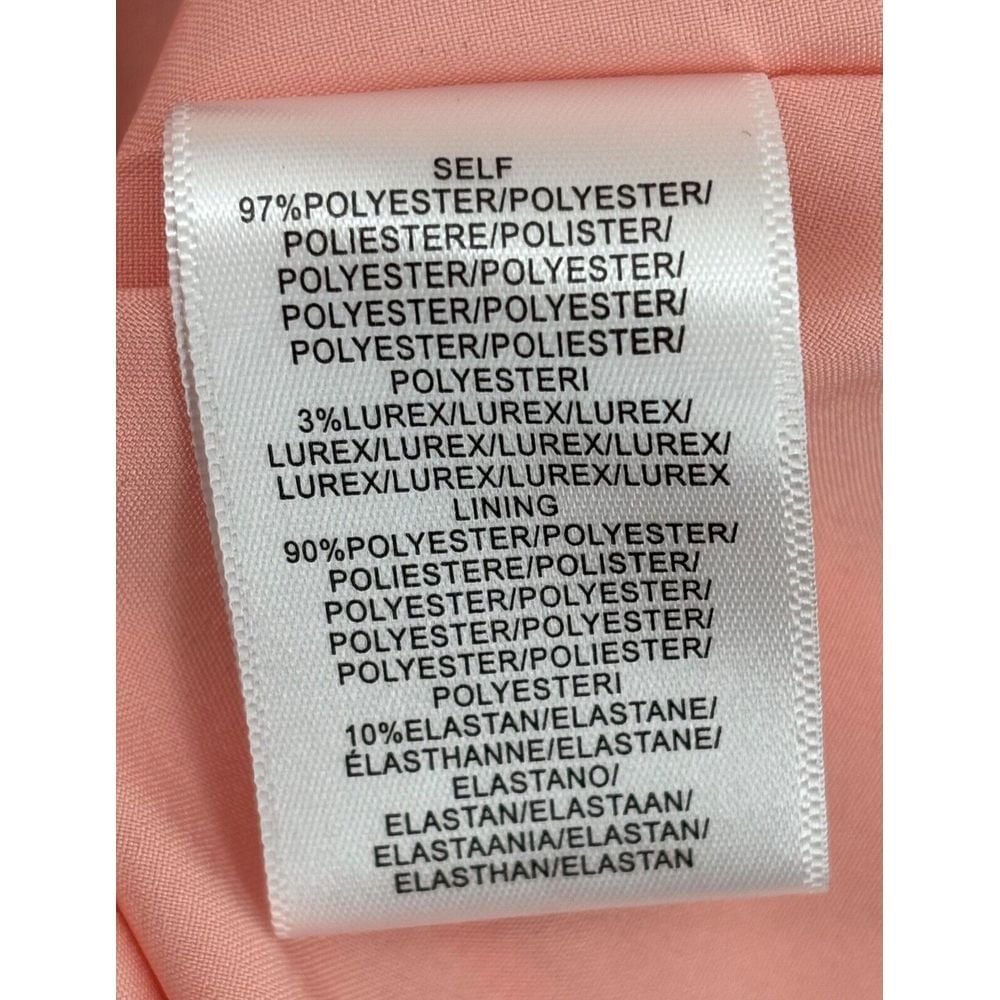 SELF
97%POLYESTER/POLYESTER/
POLIESTERE/POLISTER/
POLYESTER/POLYESTER/
POLYESTER/POLYESTER/
POLYESTER/POLIESTER/
POLYESTERI
3%LUREX/LUREX/LUREX/
LUREX/LUREX/LUREX/LUREX/
LUREX/LUREX/LUREX/LUREX
LINING
90%POLYESTER/POLYESTER/
POLIESTERE/POLISTER/
POLYESTER/POLYESTER/
POLYESTER/POLYESTER/
POLYESTER/POLIESTER/
POLYESTERI
10%ELASTAN/ELASTANE/
ÉLASTHANNE/ELASTANE/
ELASTANO/
ELASTAN/ELASTAAN/
ELASTAANIA/ELASTAN/
ELASTHAN/ELASTAN